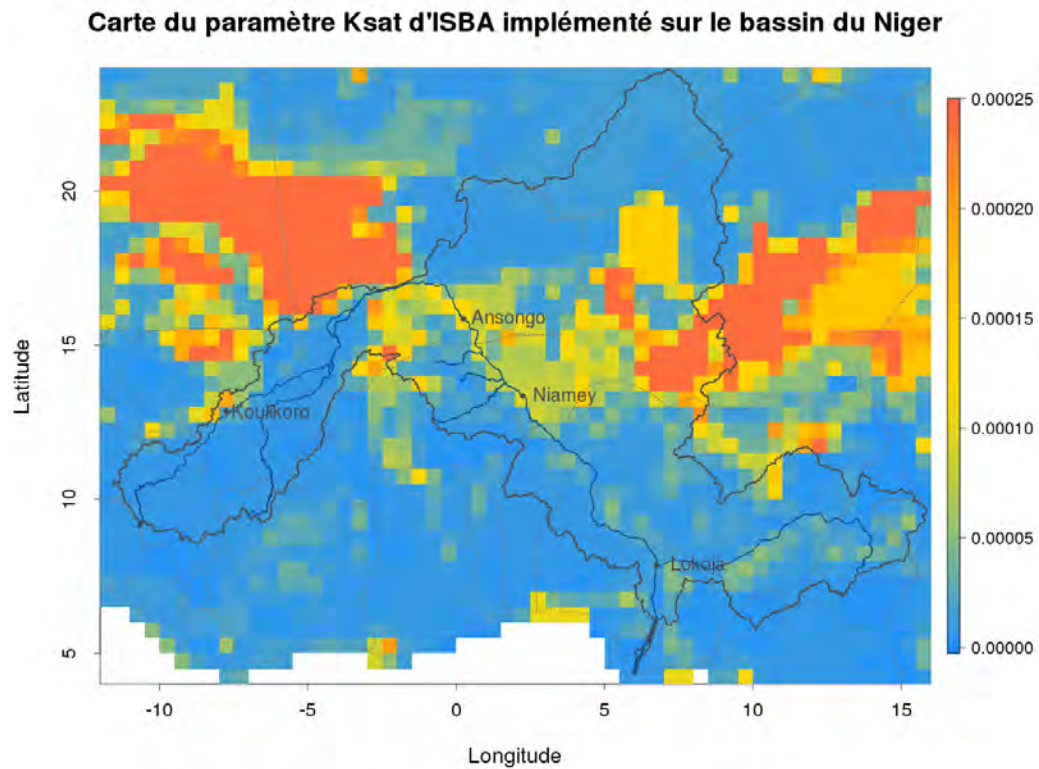 Carte du paramètre Ksat d'ISBA implémenté sur le bassin du Niger
0.00025
20
0.00020
Ansongo
0.00015
15
Niamey
Koulikoro
0.00010
Latitude
10
0.00005
Lokoja
0.00000
5
-10
-5
0
5
10
15
Longitude